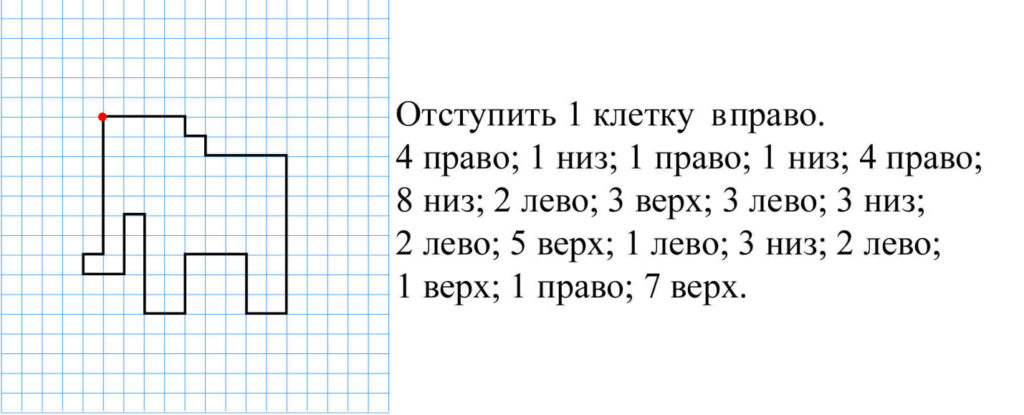 Отступить 1 клетку вправо.
4 право; 1 низ; 1 право; 1 низ; 4 право;
8 низ; 2 лево; 3 верх; 3 лево; 3 низ;
2 лево; 5 верх; 1 лево; 3 низ; 2 лево;
1 верх; 1 право; 7 верх.